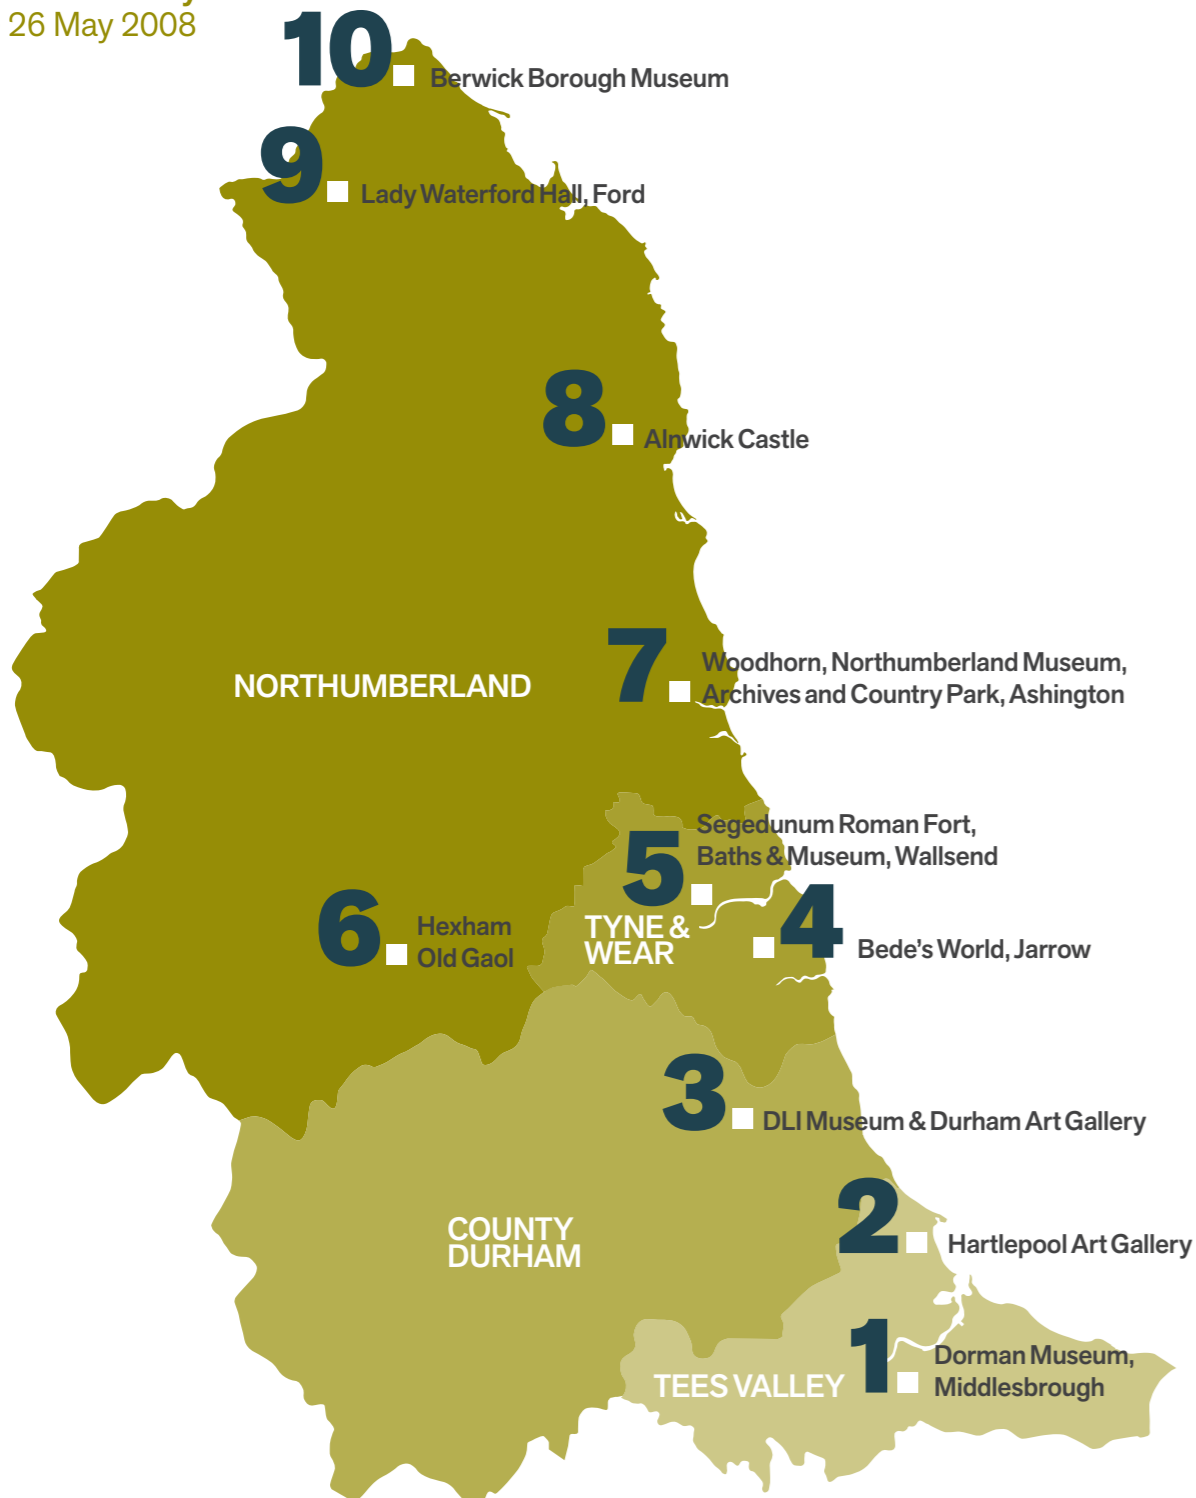 26 May 2008
10
Berwick Borough Museum
9
Lady Waterford Hall, Ford
8
Alnwick Castle
7
Woodhorn, Northumberland Museum,
Archives and Country Park, Ashington
NORTHUMBERLAND
5
Segedunum Roman Fort,
Baths & Museum, Wallsend
6
Hexham
Old Gaol
TYNE &
WEAR
4
Bede’s World, Jarrow
3
DLI Museum & Durham Art Gallery
COUNTY
DURHAM
2
Hartlepool Art Gallery
1
Dorman Museum,
Middlesbrough
TEES VALLEY